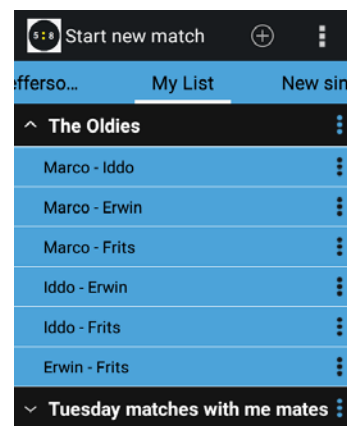 5:8 Start new match
efferso... My List New sin
The Oldies
Marco - Iddo
Marco - Erwin
Marco - Frits
Iddo - Erwin
Iddo - Frits
Erwin - Frits
Tuesday matches with me mates